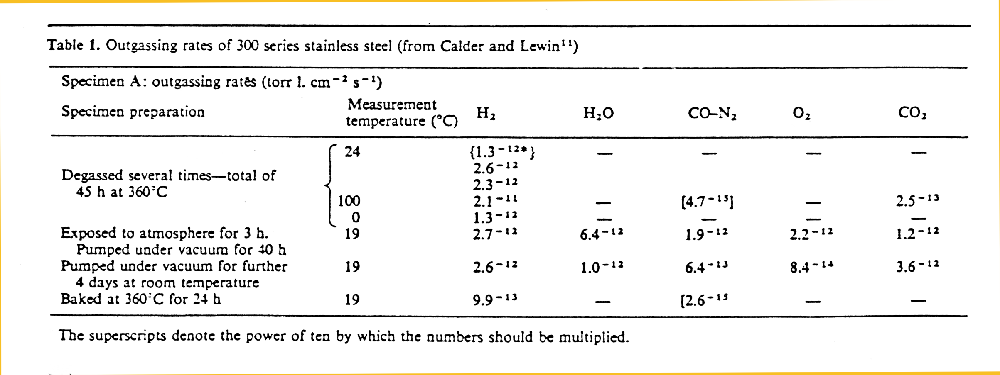 Table 1. Outgassing rates of 300 series stainless steel (from Calder and Lewin¹¹)
Specimen A: outgassing rates (torr l. cm⁻² s⁻¹)
Specimen preparation Measurement temperature (°C) H₂ H₂O CO–N₂ O₂ CO₂
24 {1.3⁻¹²*} — — — —
2.6⁻¹²
Degassed several times—total of
2.3⁻¹²
45 h at 360°C
100 2.1⁻¹¹ — [4.7⁻¹⁵] — 2.5⁻¹³
0 1.3⁻¹² — — — —
Exposed to atmosphere for 3 h. 19 2.7⁻¹² 6.4⁻¹² 1.9⁻¹² 2.2⁻¹² 1.2⁻¹²
Pumped under vacuum for 40 h
Pumped under vacuum for further 19 2.6⁻¹² 1.0⁻¹² 6.4⁻¹³ 8.4⁻¹⁴ 3.6⁻¹²
4 days at room temperature
Baked at 360°C for 24 h 19 9.9⁻¹³ — [2.6⁻¹⁵ — —
The superscripts denote the power of ten by which the numbers should be multiplied.